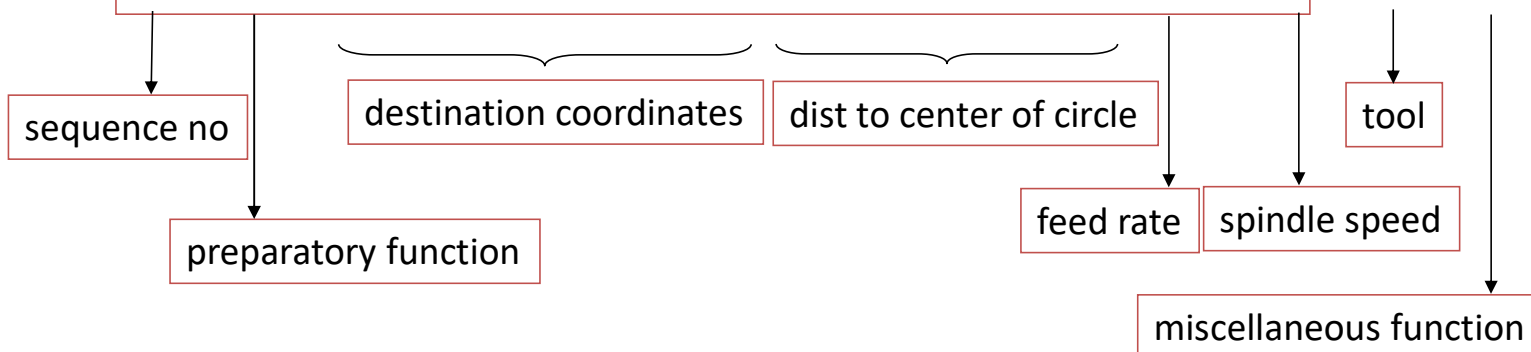 sequence no
destination coordinates
dist to center of circle
tool
preparatory function
feed rate
spindle speed
miscellaneous function